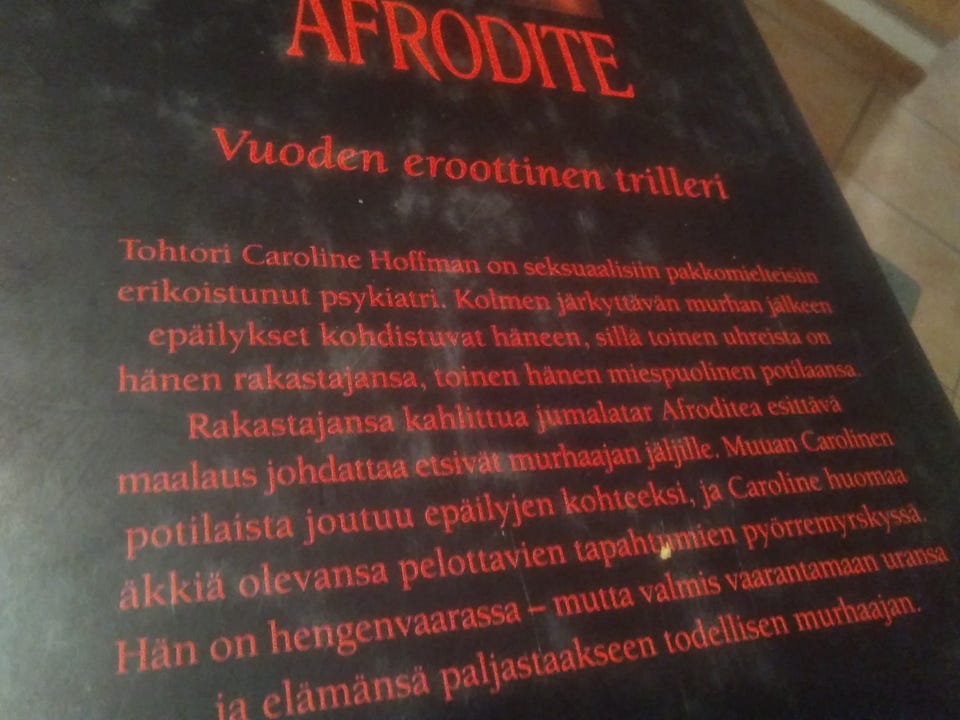 AFRODITE
Vuoden eroottinen trilleri
Tohtori Caroline Hoffman on seksuaalisiin pakkomielteisiin
erikoistunut psykiatri. Kolmen järkyttävän murhan jälkeen
epäilykset kohdistuvat häneen, sillä toinen uhreista on
hänen rakastajansa, toinen hänen miespuolinen potilaansa.
Rakastajansa kahlittua jumalatar Afroditea esittävä
maalaus johdattaa etsivät murhaajan jäljille. Muuan Carolinen
potilaista joutuu epäilyjen kohteeksi, ja Caroline huomaa
äkkiä olevansa pelottavien tapahtumien pyörremyrskyssä.
Hän on hengenvaarassa – mutta valmis vaarantamaan uransa
ja elämänsä paljastaakseen todellisen murhaajan.